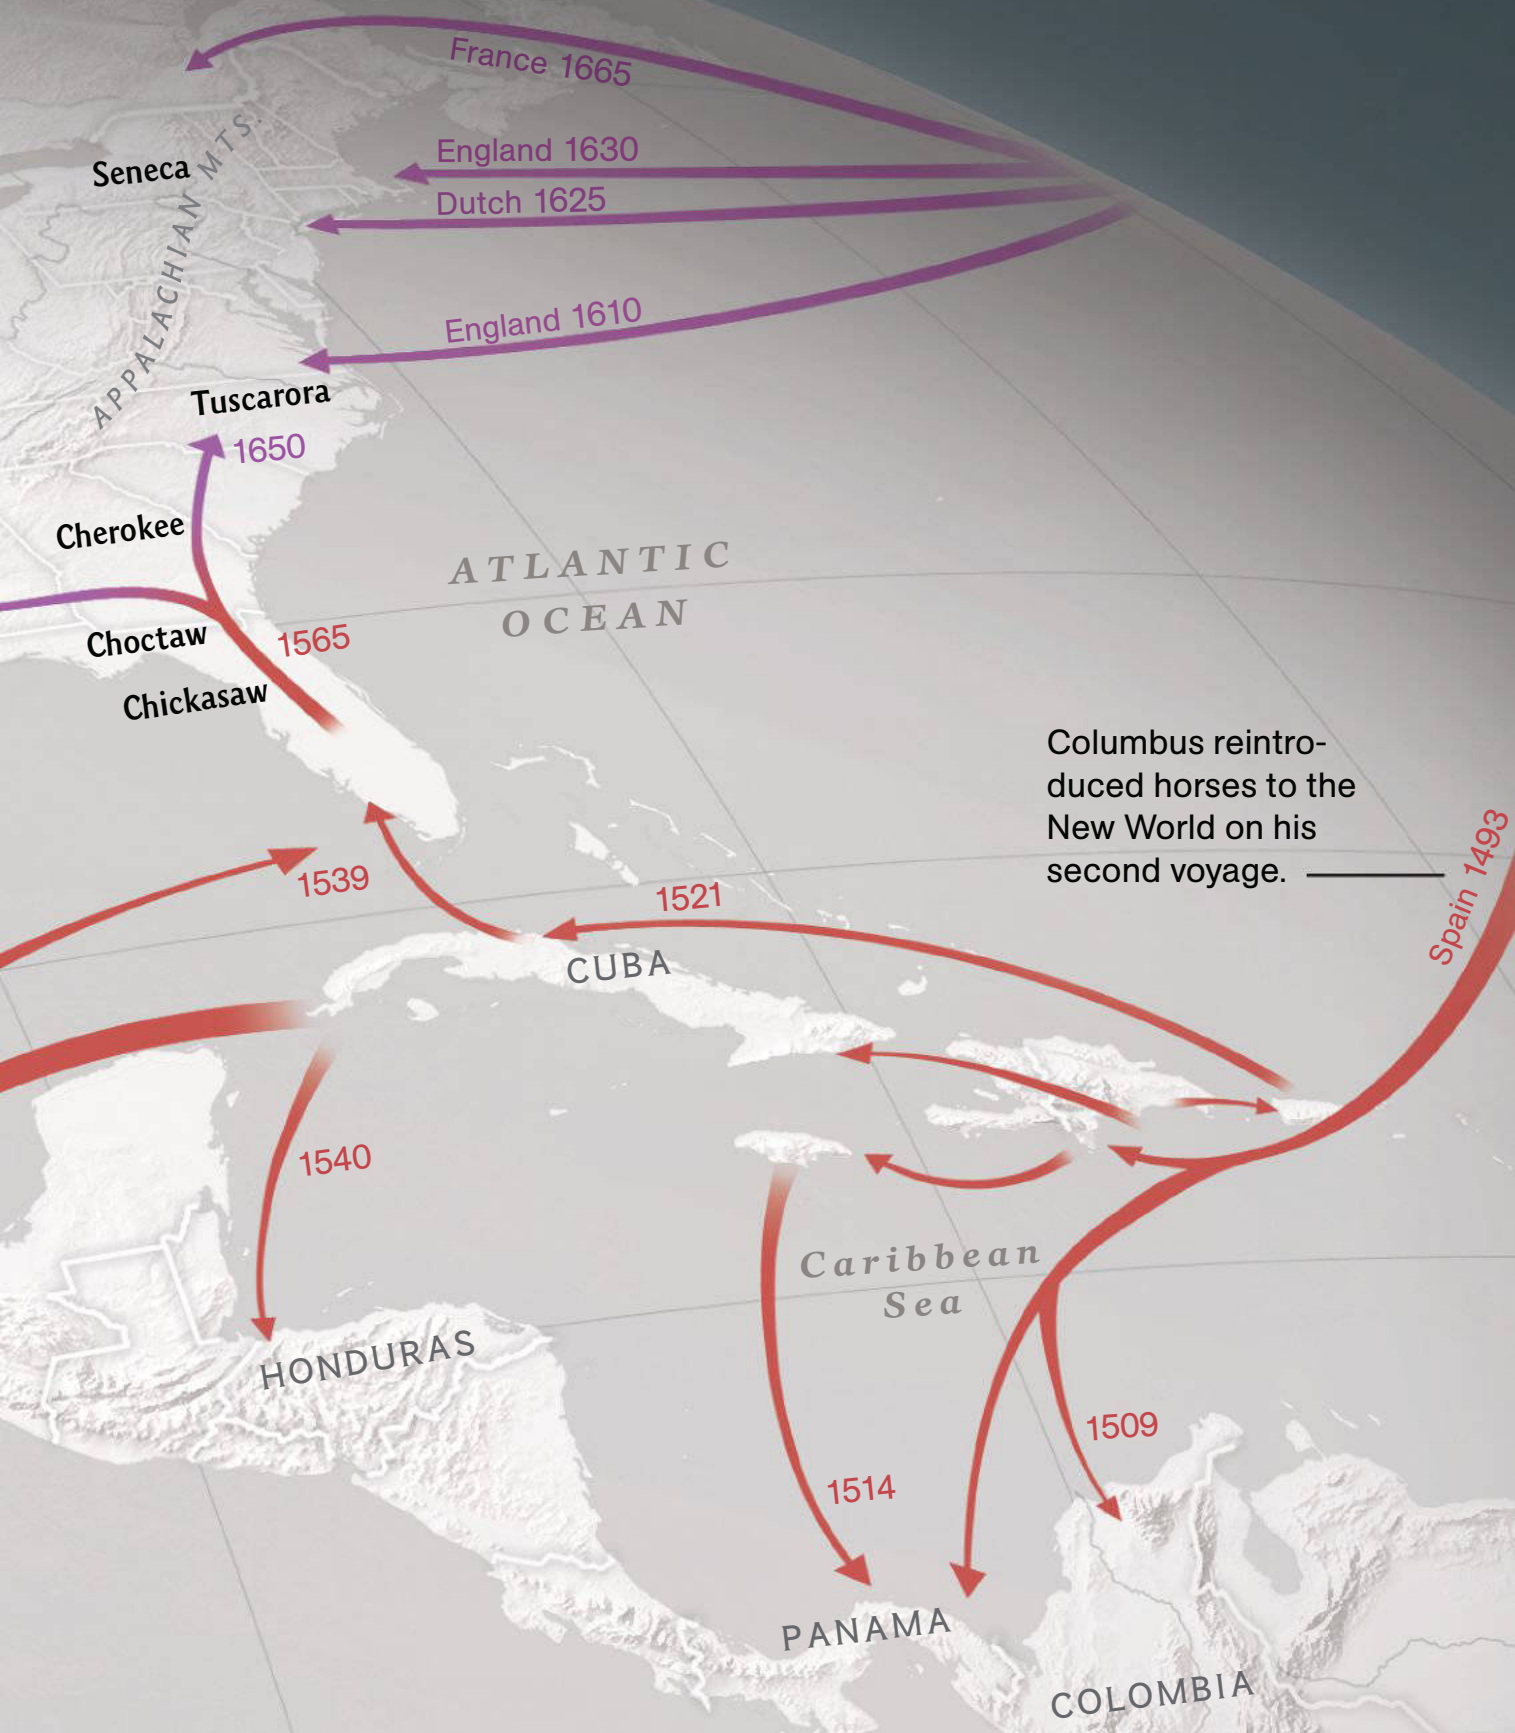 France 1665
England 1630
Dutch 1625
Seneca
APPALACHIAN MTS.
England 1610
Tuscarora
1650
Cherokee
ATLANTIC
OCEAN
Choctaw
1565
Chickasaw
Columbus reintro-
duced horses to the
New World on his
second voyage.
Spain 1493
1539
1521
CUBA
1540
Caribbean
Sea
HONDURAS
1509
1514
PANAMA
COLOMBIA